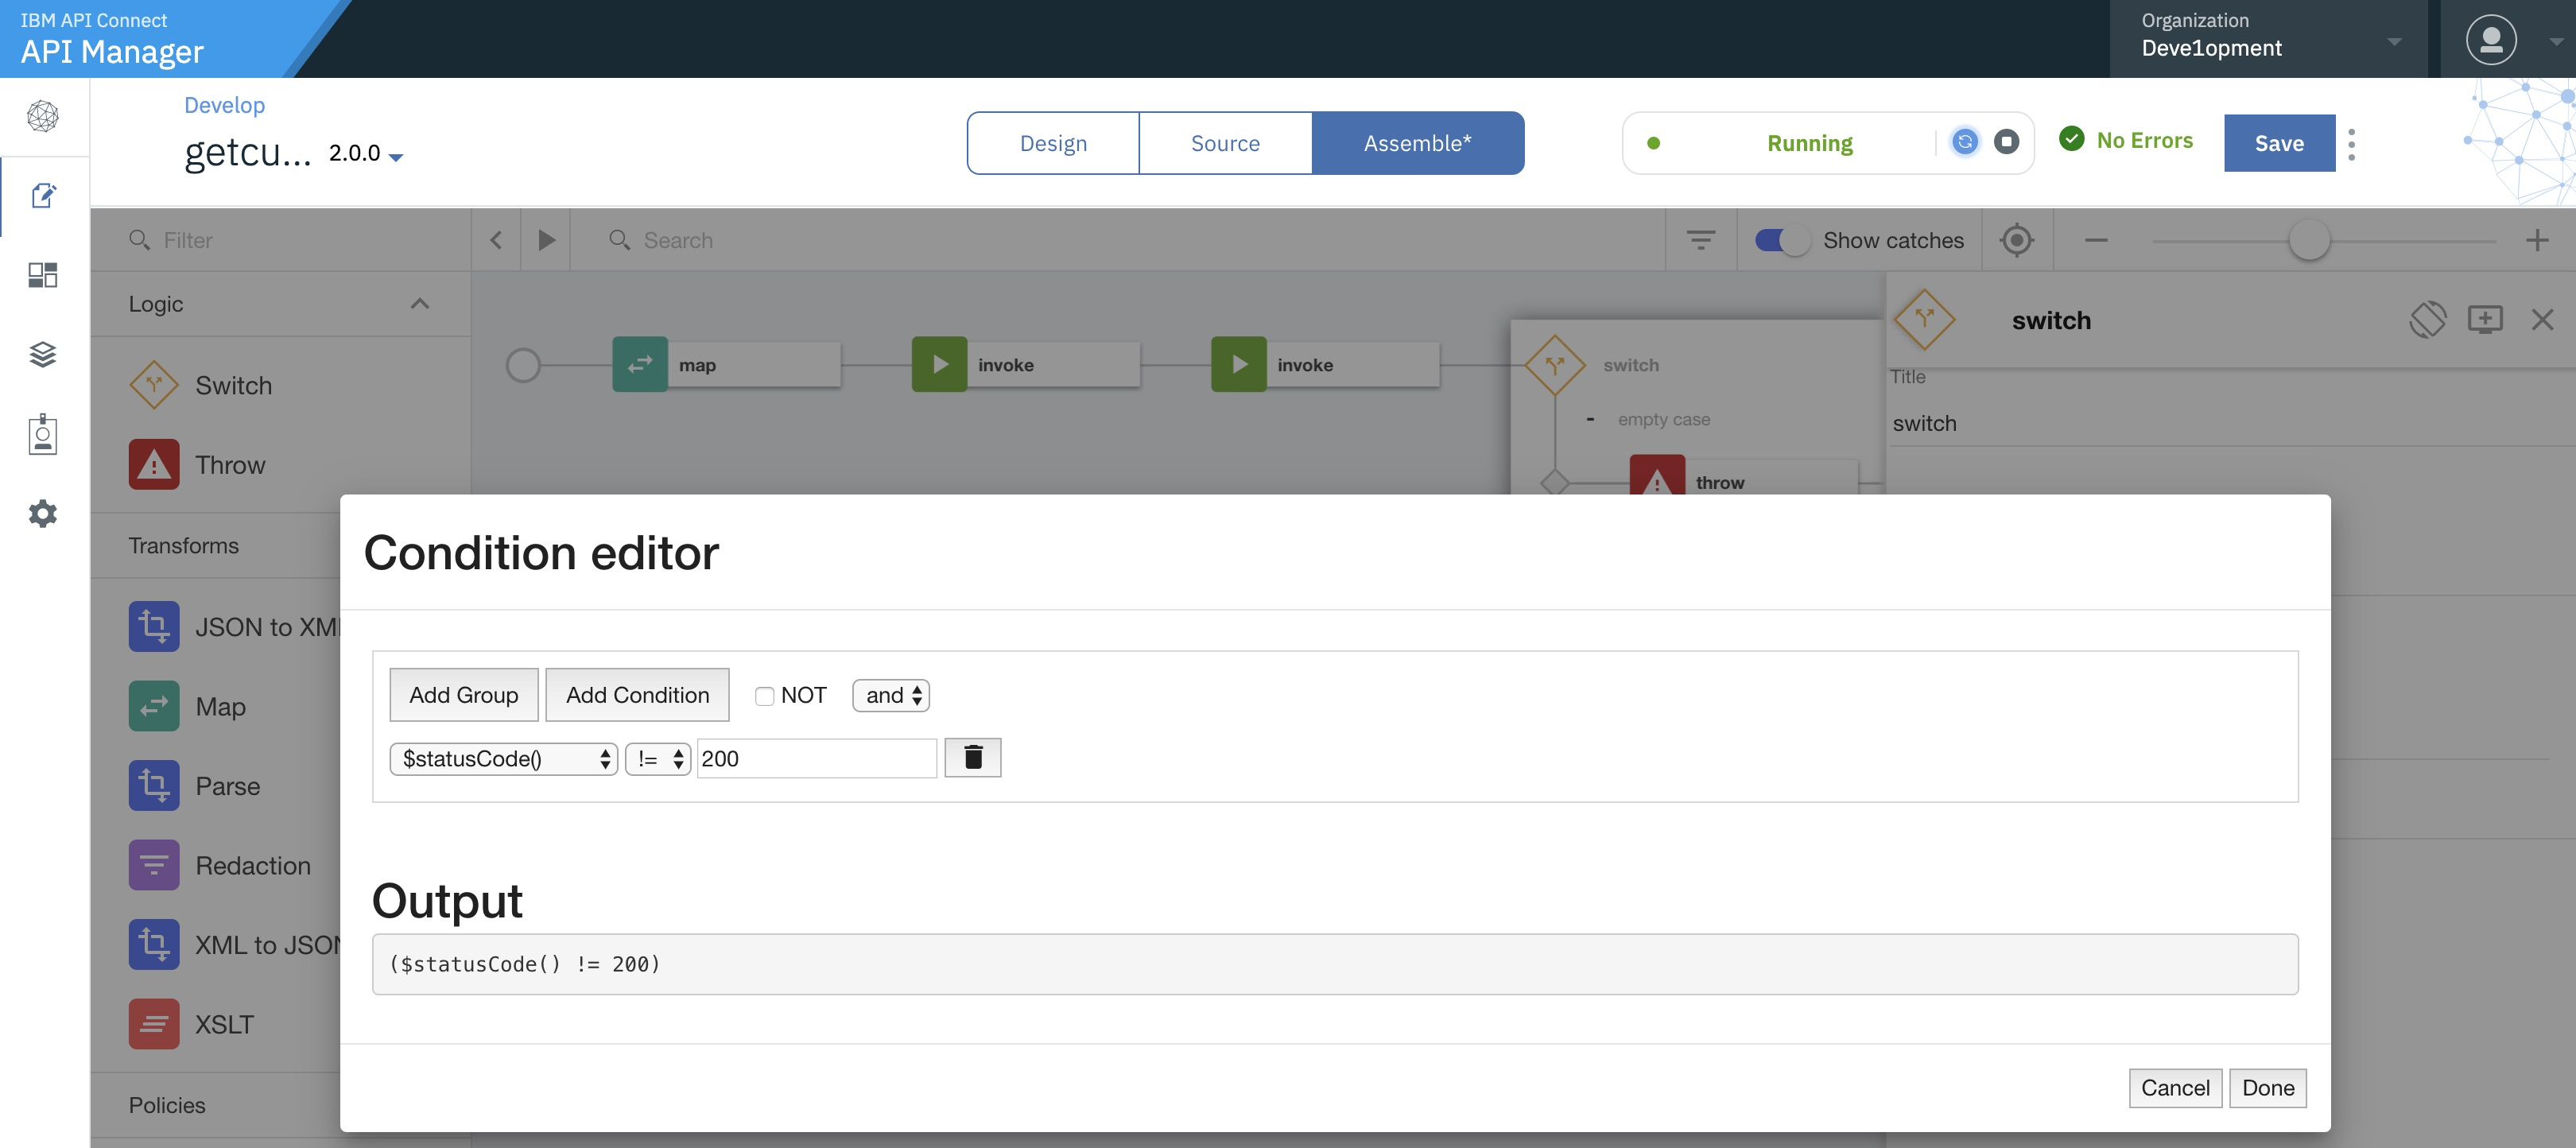 IBM API Connect
API Manager
Organization
Deve1opment
Develop
getcu... 2.0.0
Design
Source
Assemble*
Running
No Errors
Save
Filter
Search
Show catches
Logic
Switch
Throw
Transforms
JSON to XM
Map
Parse
Redaction
XML to JSON
XSLT
Policies
map
invoke
invoke
switch
- empty case
throw
switch
Title
switch
Condition editor
Add Group
Add Condition
NOT
and
$statusCode()
!=
200
Output
($statusCode() != 200)
Cancel
Done